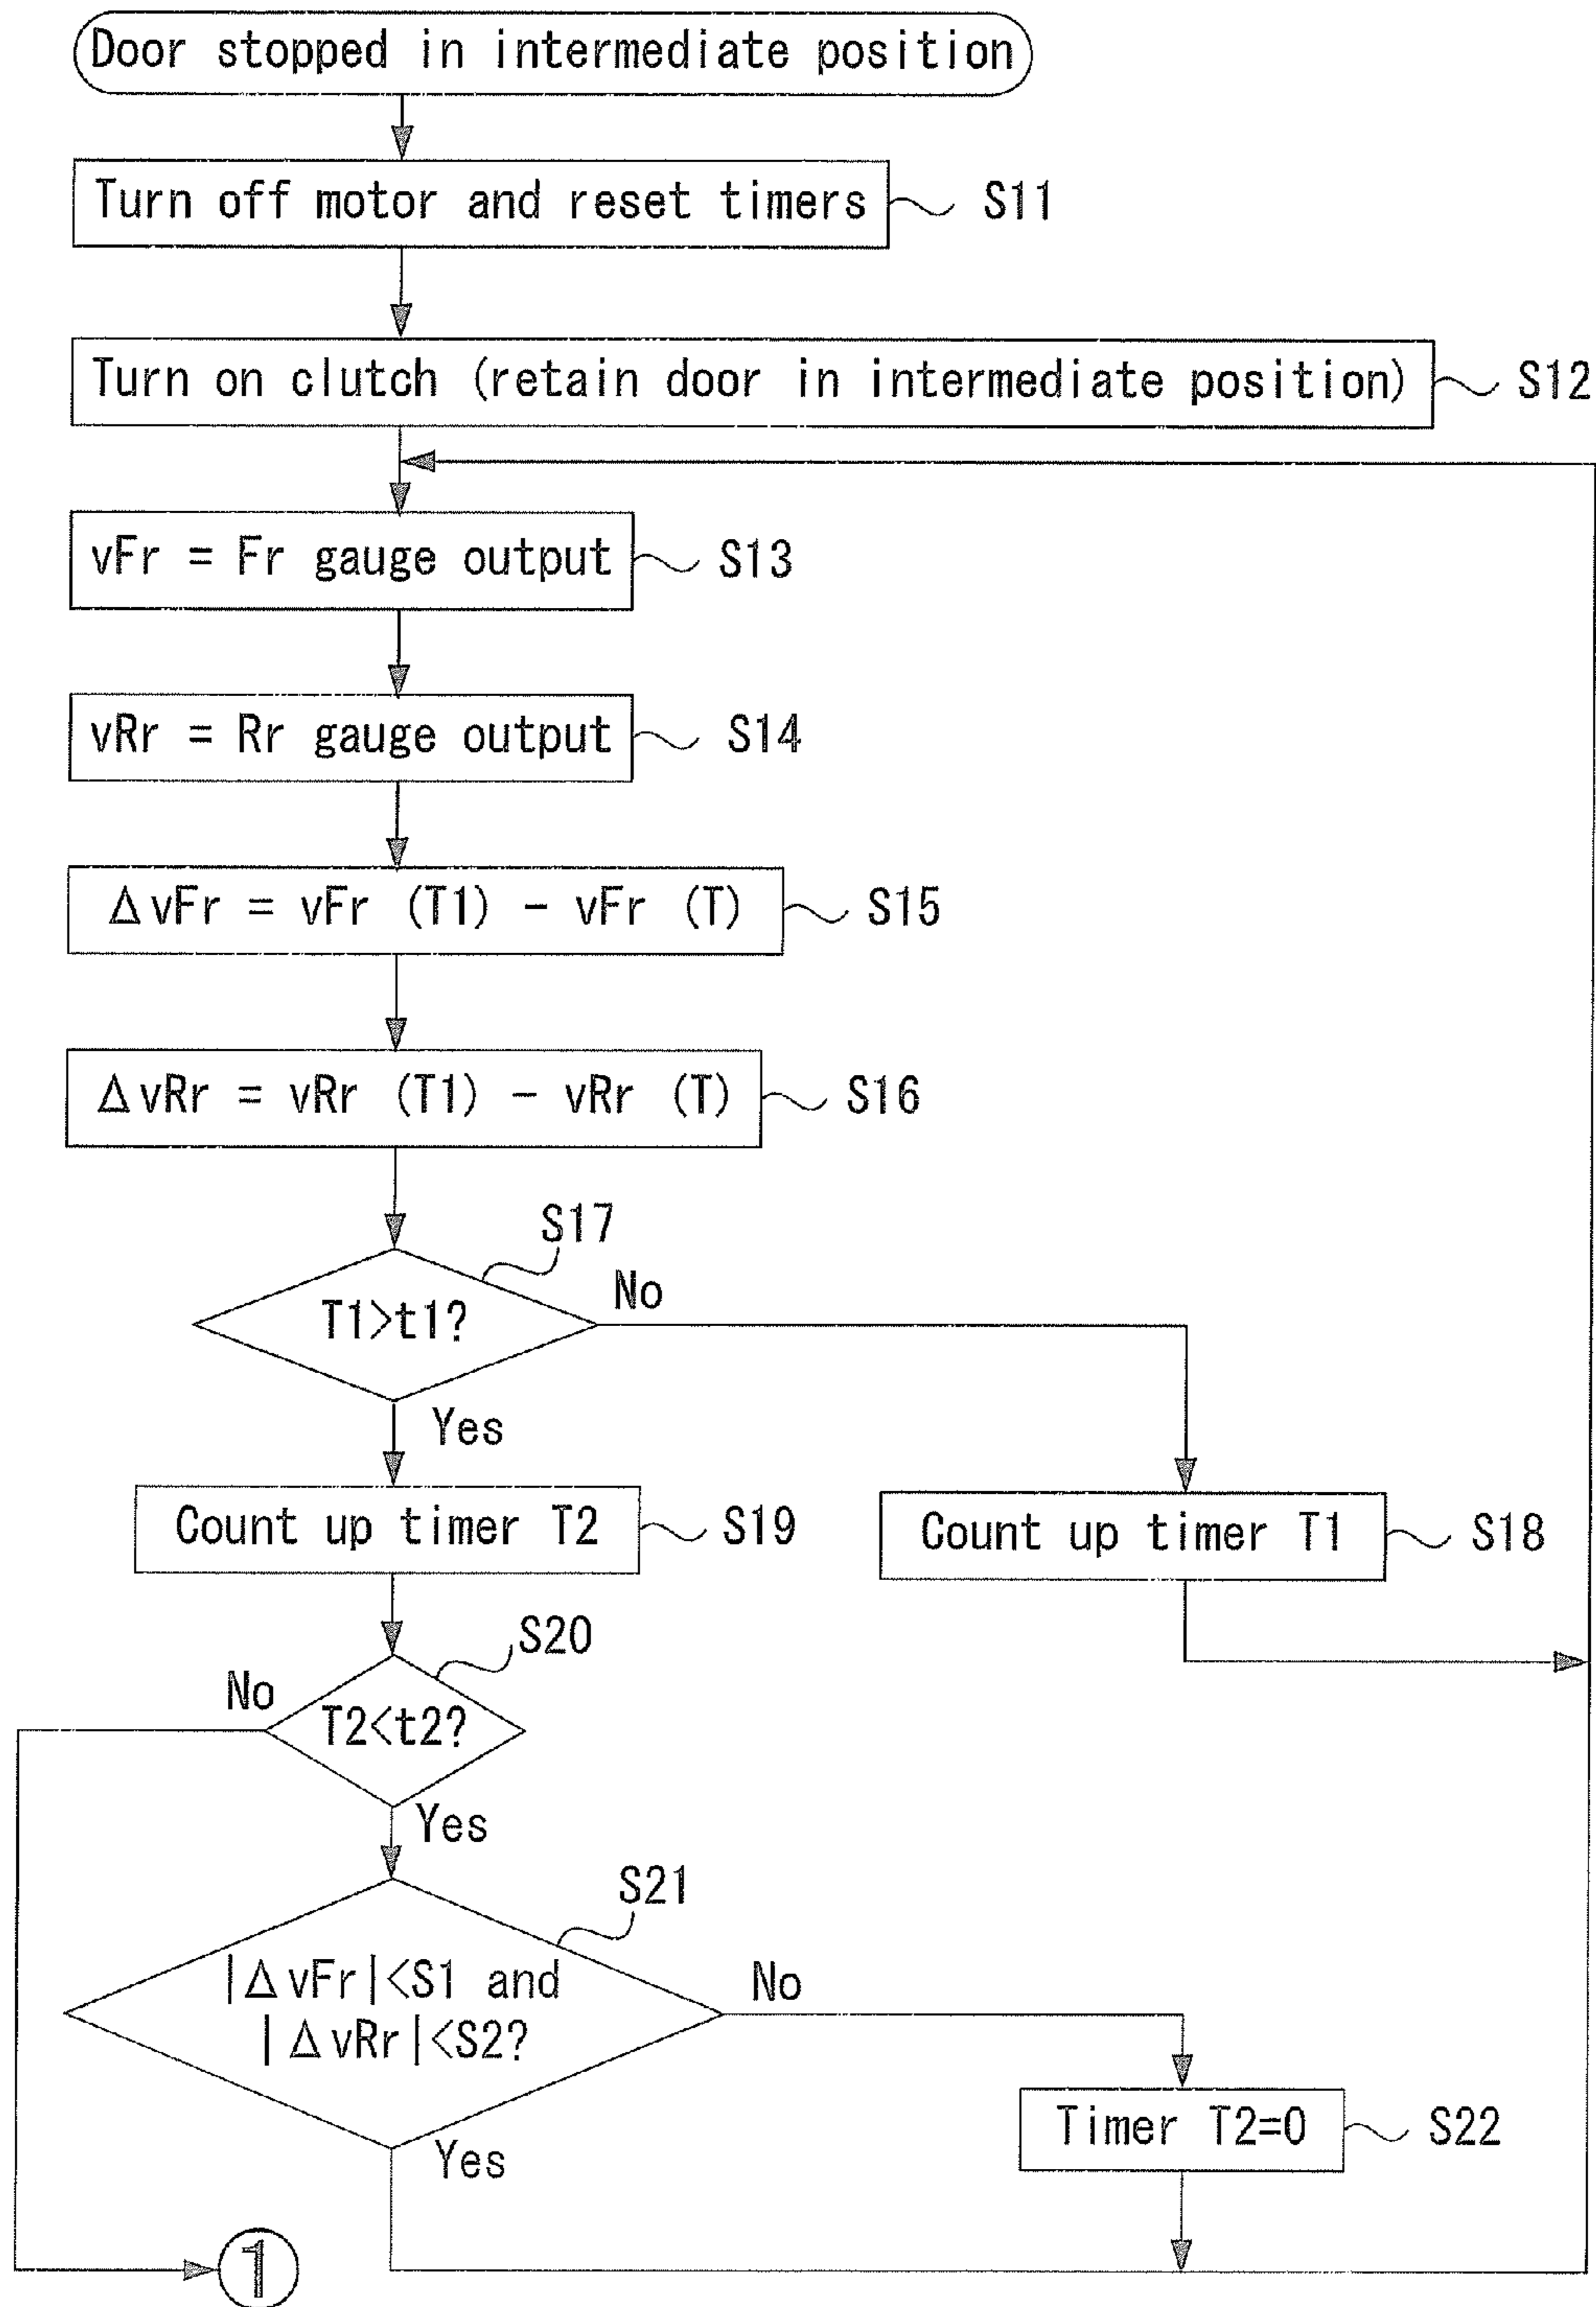 Door stopped in intermediate position
Turn off motor and reset timers
S11
Turn on clutch (retain door in intermediate position)
S12
vFr = Fr gauge output
S13
vRr = Rr gauge output
S14
ΔvFr = vFr (T1) - vFr (T)
S15
ΔvRr = vRr (T1) - vRr (T)
S16
S17
T1>t1?
No
Yes
Count up timer T2
S19
Count up timer T1
S18
S20
No
T2<t2?
Yes
S21
|ΔvFr|<S1 and
|ΔvRr|<S2?
No
Timer T2=0
S22
Yes
1